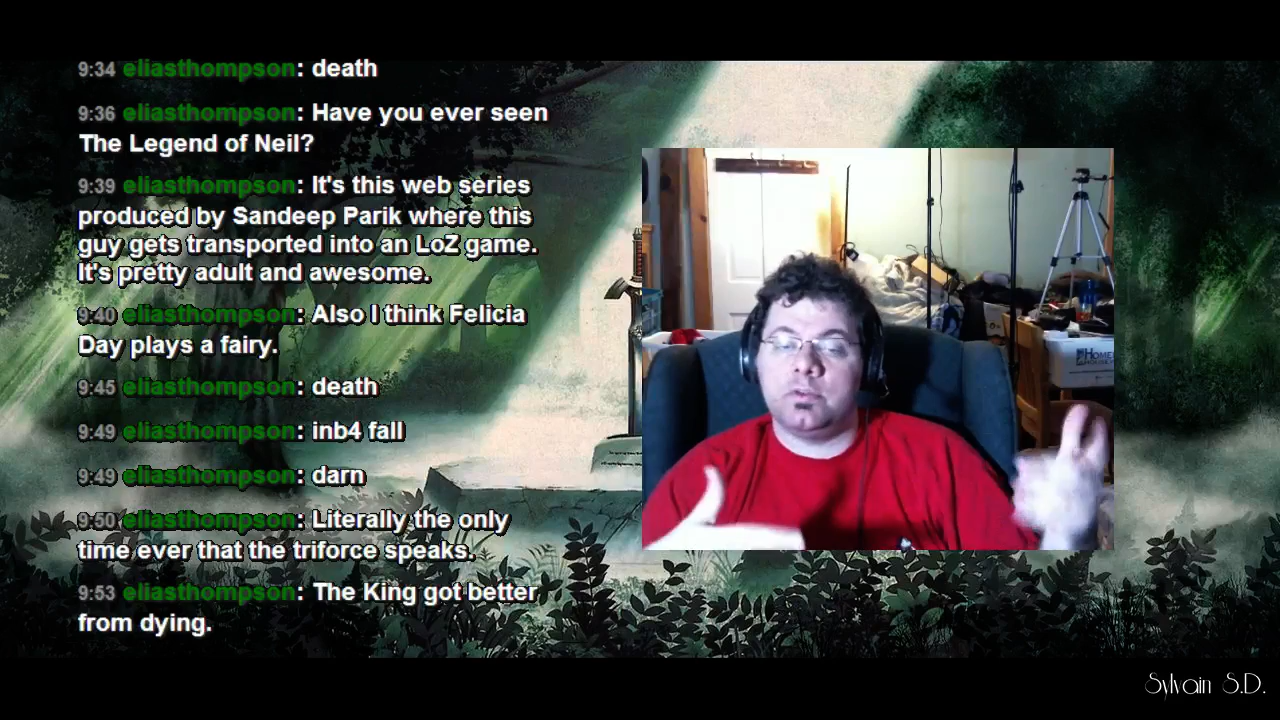 9:34 eliasthompson: death
9:36 eliasthompson: Have you ever seen
The Legend of Neil?
9:39 eliasthompson: It's this web series
produced by Sandeep Parik where this
guy gets transported into an LoZ game.
It's pretty adult and awesome.
9:40 eliasthompson: Also I think Felicia
Day plays a fairy.
9:45 eliasthompson: death
9:49 eliasthompson: inb4 fall
9:49 eliasthompson: darn
9:50 eliasthompson: Literally the only
time ever that the triforce speaks.
9:53 eliasthompson: The King got better
from dying.
Sylvain S.D.